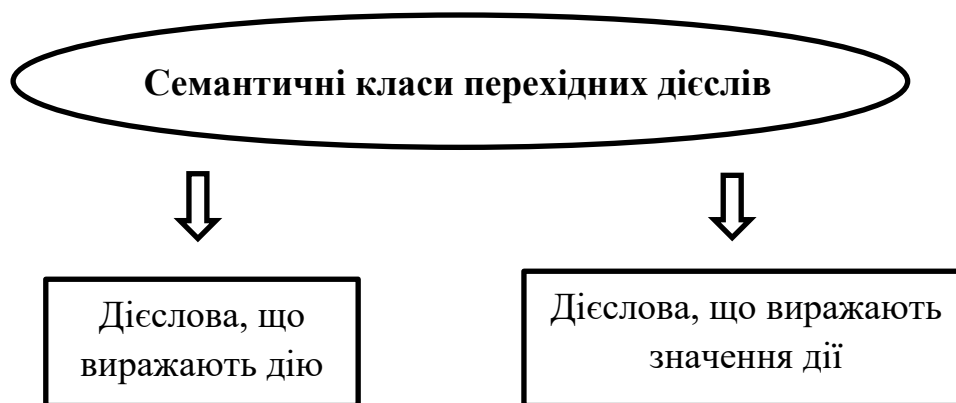 Семантичні класи перехідних дієслів
Дієслова, що
виражають дію
Дієслова, що виражають
значення дії